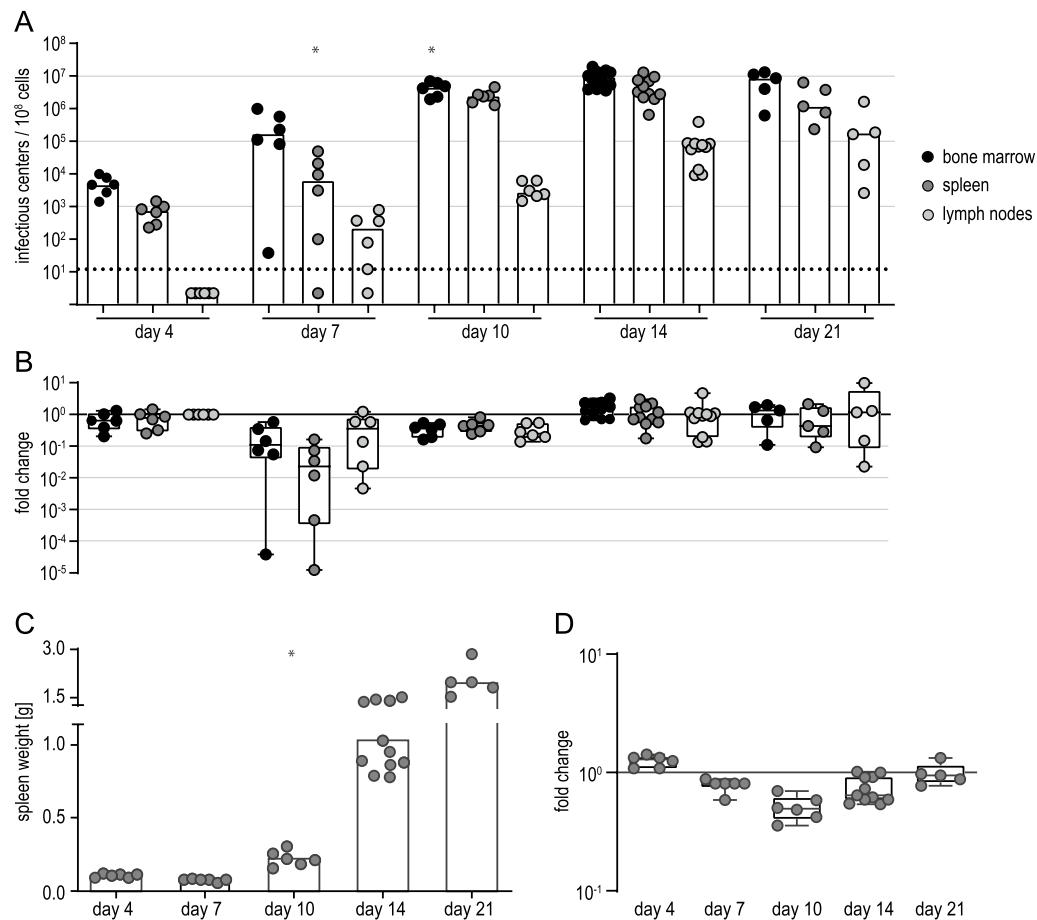 A
infectious centers / 10⁸ cells
10⁸
10⁷
10⁶
10⁵
10⁴
10³
10²
10¹
* *
day 4 day 7 day 10 day 14 day 21
bone marrow
spleen
lymph nodes
B
fold change
10¹
10⁰
10⁻¹
10⁻²
10⁻³
10⁻⁴
10⁻⁵
C
spleen weight [g]
3.0
1.5
1.0
0.5
0.0
*
day 4 day 7 day 10 day 14 day 21
D
fold change
10¹
10⁰
10⁻¹
day 4 day 7 day 10 day 14 day 21